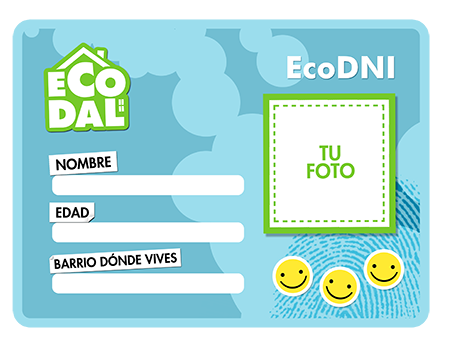 ECO
DAL
EcoDNI
TU
FOTO
NOMBRE
EDAD
BARRIO DÓNDE VIVES